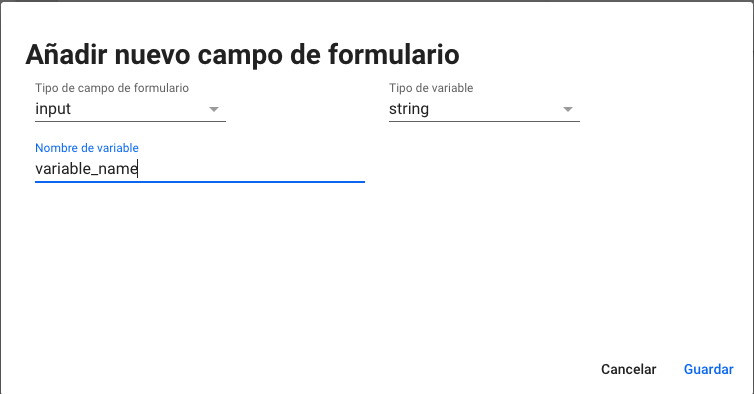 Añadir nuevo campo de formulario
Tipo de campo de formulario Tipo de variable
input string
Nombre de variable
variable_name
Cancelar Guardar